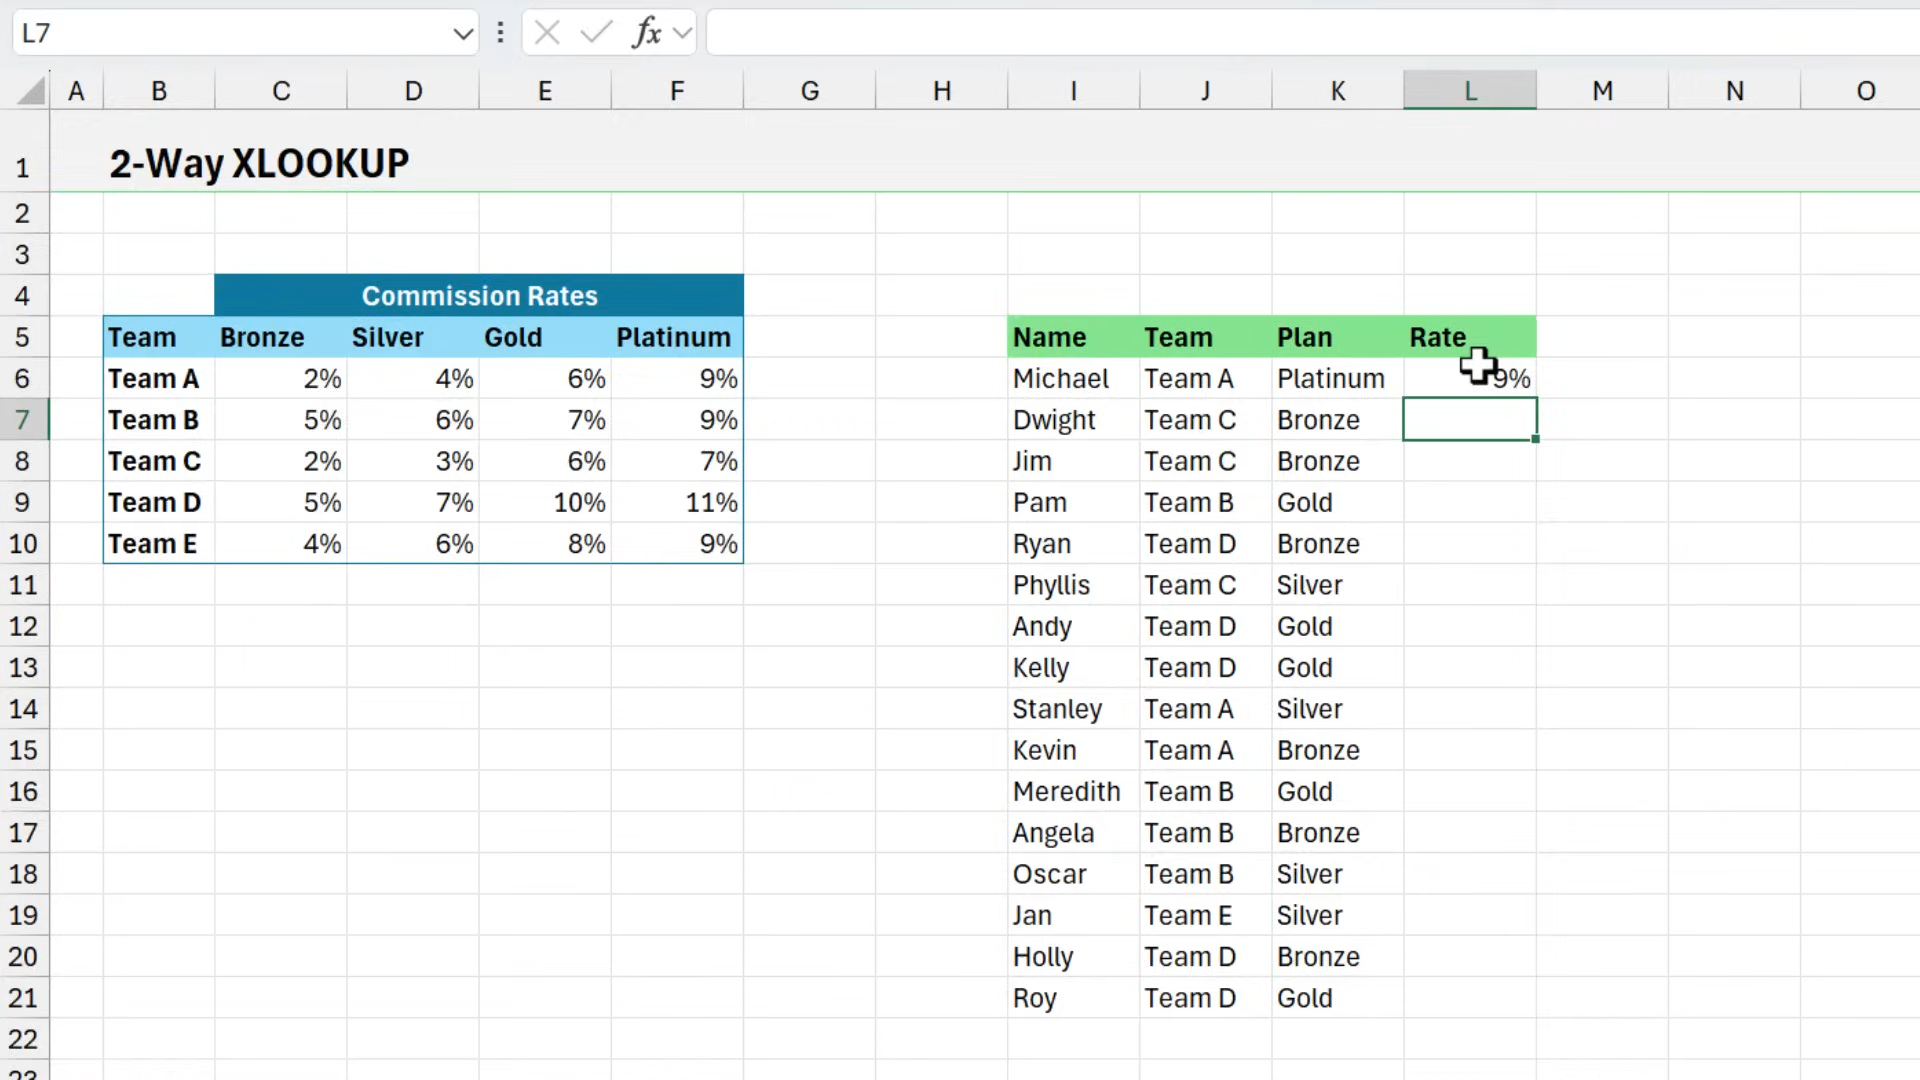 L7
fx
A B C D E F G H I J K L M N O
1 2-Way XLOOKUP
2
3
4 Commission Rates
5 Team Bronze Silver Gold Platinum Name Team Plan Rate
6 Team A 2% 4% 6% 9% Michael Team A Platinum 9%
7 Team B 5% 6% 7% 9% Dwight Team C Bronze
8 Team C 2% 3% 6% 7% Jim Team C Bronze
9 Team D 5% 7% 10% 11% Pam Team B Gold
10 Team E 4% 6% 8% 9% Ryan Team D Bronze
11 Phyllis Team C Silver
12 Andy Team D Gold
13 Kelly Team D Gold
14 Stanley Team A Silver
15 Kevin Team A Bronze
16 Meredith Team B Gold
17 Angela Team B Bronze
18 Oscar Team B Silver
19 Jan Team E Silver
20 Holly Team D Bronze
21 Roy Team D Gold
22
23